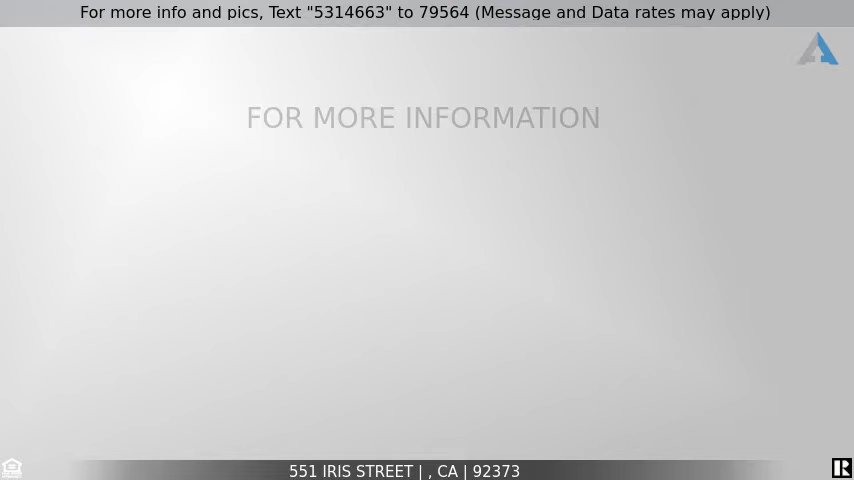 For more info and pics, Text "5314663" to 79564 (Message and Data rates may apply)
FOR MORE INFORMATION
551 IRIS STREET | , CA | 92373